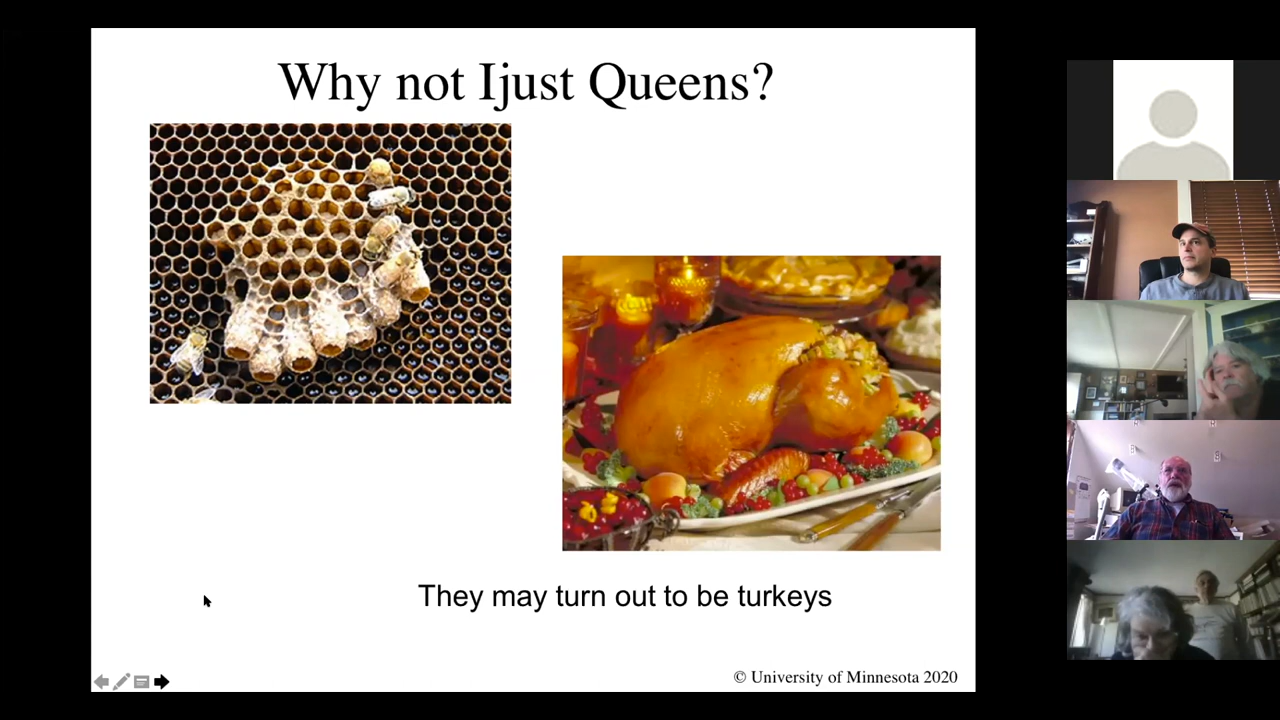 Why not Ijust Queens?
They may turn out to be turkeys
© University of Minnesota 2020